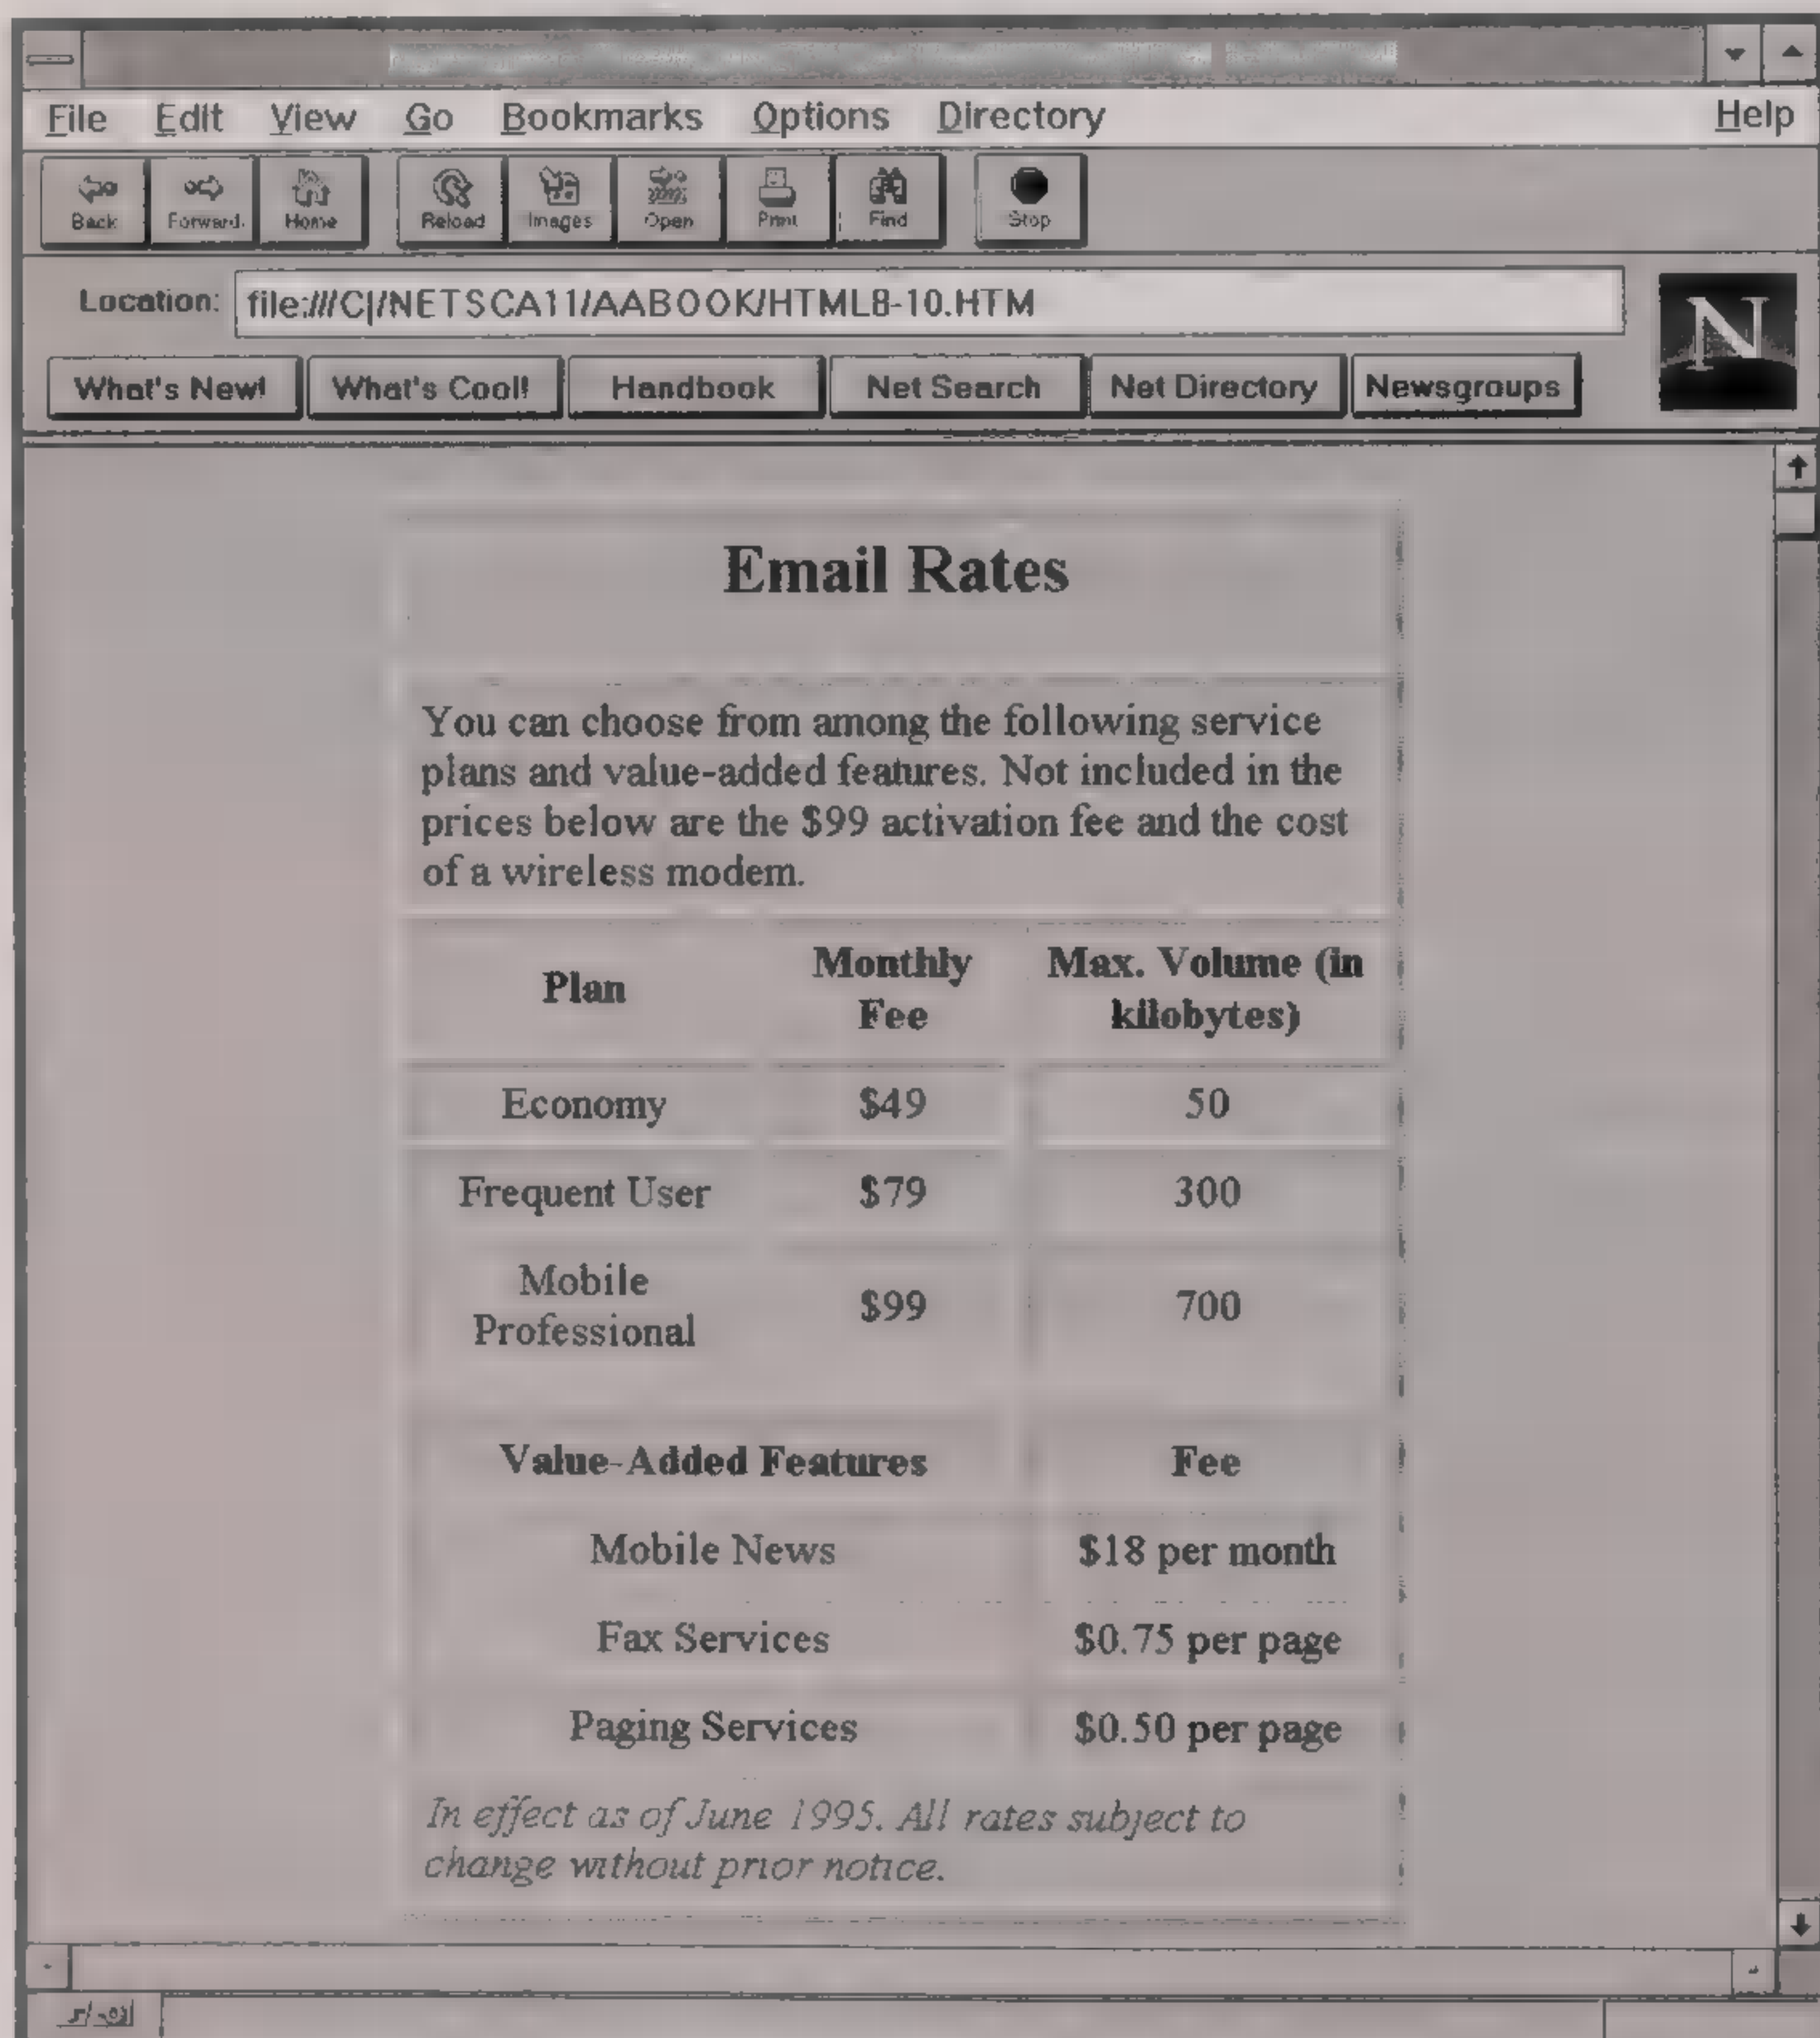 File Edit View Go Bookmarks Options Directory Help
Back Forward Home Reload Images Open Print Find Stop
Location: file:///C|/NETSCA11/AABOOK/HTML8-10.HTM
N
What's New! What's Cool! Handbook Net Search Net Directory Newsgroups
Email Rates
You can choose from among the following service
plans and value-added features. Not included in the
prices below are the $99 activation fee and the cost
of a wireless modem.
Plan Monthly Fee Max. Volume (in kilobytes)
Economy $49 50
Frequent User $79 300
Mobile Professional $99 700
Value-Added Features Fee
Mobile News $18 per month
Fax Services $0.75 per page
Paging Services $0.50 per page
In effect as of June 1995. All rates subject to
change without prior notice.